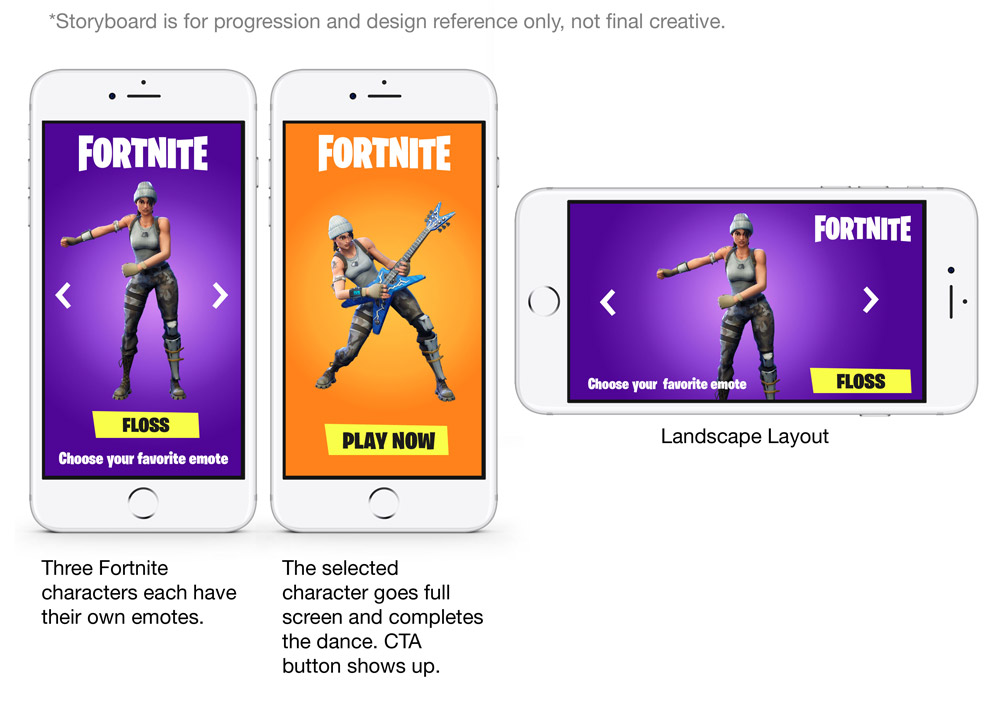 *Storyboard is for progression and design reference only, not final creative.
FORTNITE
FLOSS
Choose your favorite emote
FORTNITE
PLAY NOW
FORTNITE
Choose your favorite emote
FLOSS
Landscape Layout
Three Fortnite
characters each have
their own emotes.
The selected
character goes full
screen and completes
the dance. CTA
button shows up.